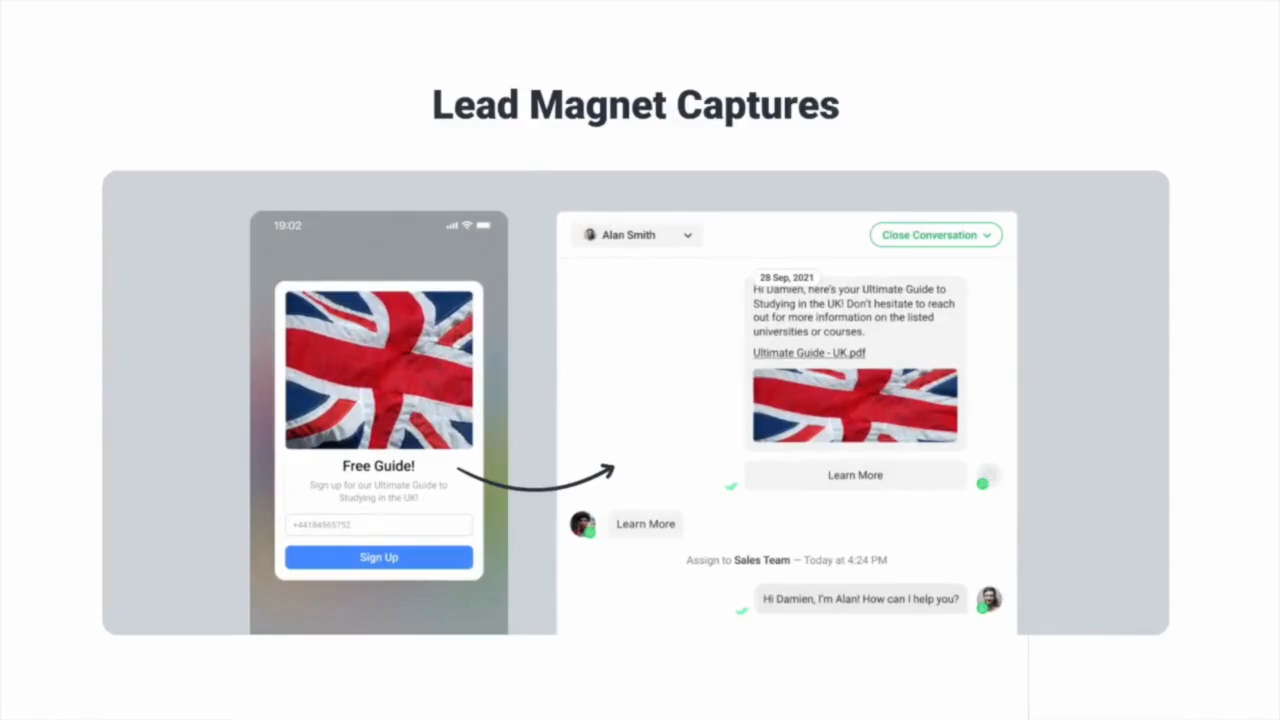 Lead Magnet Captures
19:02
Free Guide!
Sign up for our Ultimate Guide to
Studying in the UK!
+44184565752
Sign Up
Alan Smith
Close Conversation
28 Sep, 2021
Hi Damien, here's your Ultimate Guide to
Studying in the UK! Don't hesitate to reach
out for more information on the listed
universities or courses.
Ultimate Guide - UK.pdf
Learn More
Learn More
Assign to Sales Team — Today at 4:24 PM
Hi Damien, I'm Alan! How can I help you?